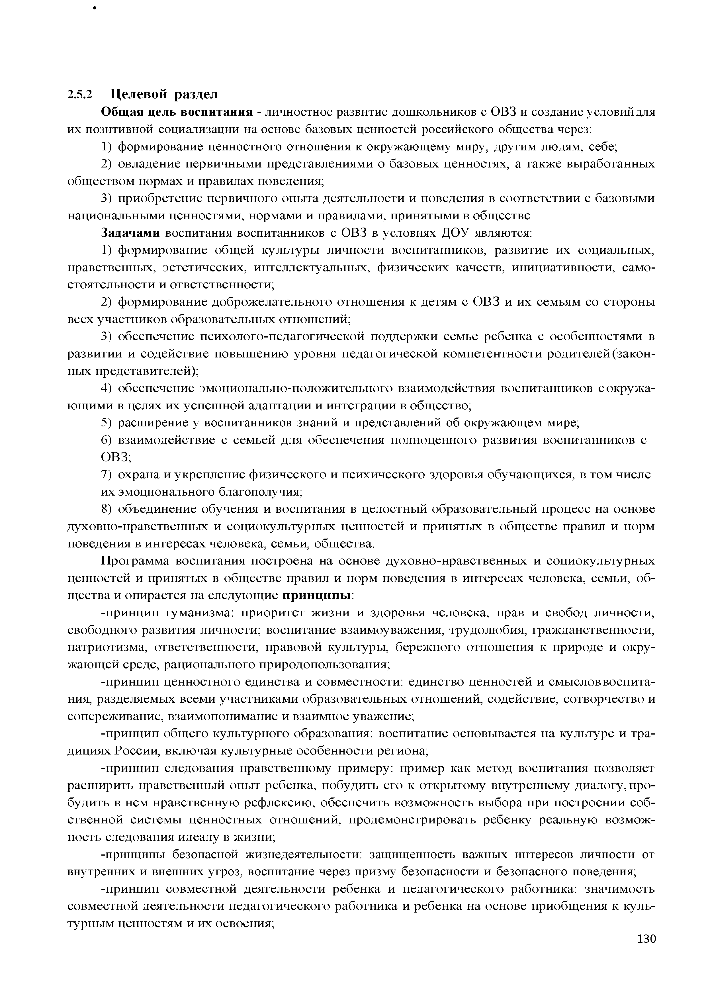 2.5.2 Целевой раздел
Общая цель воспитания - личностное развитие дошкольников с ОВЗ и создание условийдля
их позитивной социализации на основе базовых ценностей российского общества через:
1) формирование ценностного отношения к окружающему миру, другим людям, себе;
2) овладение первичными представлениями о базовых ценностях, а также выработанных
обществом нормах и правилах поведения;
3) приобретение первичного опыта деятельности и поведения в соответствии с базовыми
национальными ценностями, нормами и правилами, принятыми в обществе.
Задачами воспитания воспитанников с ОВЗ в условиях ДОУ являются:
1) формирование общей культуры личности воспитанников, развитие их социальных,
нравственных, эстетических, интеллектуальных, физических качеств, инициативности, само-
стоятельности и ответственности;
2) формирование доброжелательного отношения к детям с ОВЗ и их семьям со стороны
всех участников образовательных отношений;
3) обеспечение психолого-педагогической поддержки семье ребенка с особенностями в
развитии и содействие повышению уровня педагогической компетентности родителей(закон-
ных представителей);
4) обеспечение эмоционально-положительного взаимодействия воспитанников сокружа-
ющими в целях их успешной адаптации и интеграции в общество;
5) расширение у воспитанников знаний и представлений об окружающем мире;
6) взаимодействие с семьей для обеспечения полноценного развития воспитанников с
ОВЗ;
7) охрана и укрепление физического и психического здоровья обучающихся, в том числе
их эмоционального благополучия;
8) объединение обучения и воспитания в целостный образовательный процесс на основе
духовно-нравственных и социокультурных ценностей и принятых в обществе правил и норм
поведения в интересах человека, семьи, общества.
Программа воспитания построена на основе духовно-нравственных и социокультурных
ценностей и принятых в обществе правил и норм поведения в интересах человека, семьи, об-
щества и опирается на следующие принципы:
-принцип гуманизма: приоритет жизни и здоровья человека, прав и свобод личности,
свободного развития личности; воспитание взаимоуважения, трудолюбия, гражданственности,
патриотизма, ответственности, правовой культуры, бережного отношения к природе и окру-
жающей среде, рационального природопользования;
-принцип ценностного единства и совместности: единство ценностей и смысловвоспита-
ния, разделяемых всеми участниками образовательных отношений, содействие, сотворчество и
сопереживание, взаимопонимание и взаимное уважение;
-принцип общего культурного образования: воспитание основывается на культуре и тра-
дициях России, включая культурные особенности региона;
-принцип следования нравственному примеру: пример как метод воспитания позволяет
расширить нравственный опыт ребенка, побудить его к открытому внутреннему диалогу,про-
будить в нем нравственную рефлексию, обеспечить возможность выбора при построении соб-
ственной системы ценностных отношений, продемонстрировать ребенку реальную возмож-
ность следования идеалу в жизни;
-принципы безопасной жизнедеятельности: защищенность важных интересов личности от
внутренних и внешних угроз, воспитание через призму безопасности и безопасного поведения;
-принцип совместной деятельности ребенка и педагогического работника: значимость
совместной деятельности педагогического работника и ребенка на основе приобщения к куль-
турным ценностям и их освоения;
130